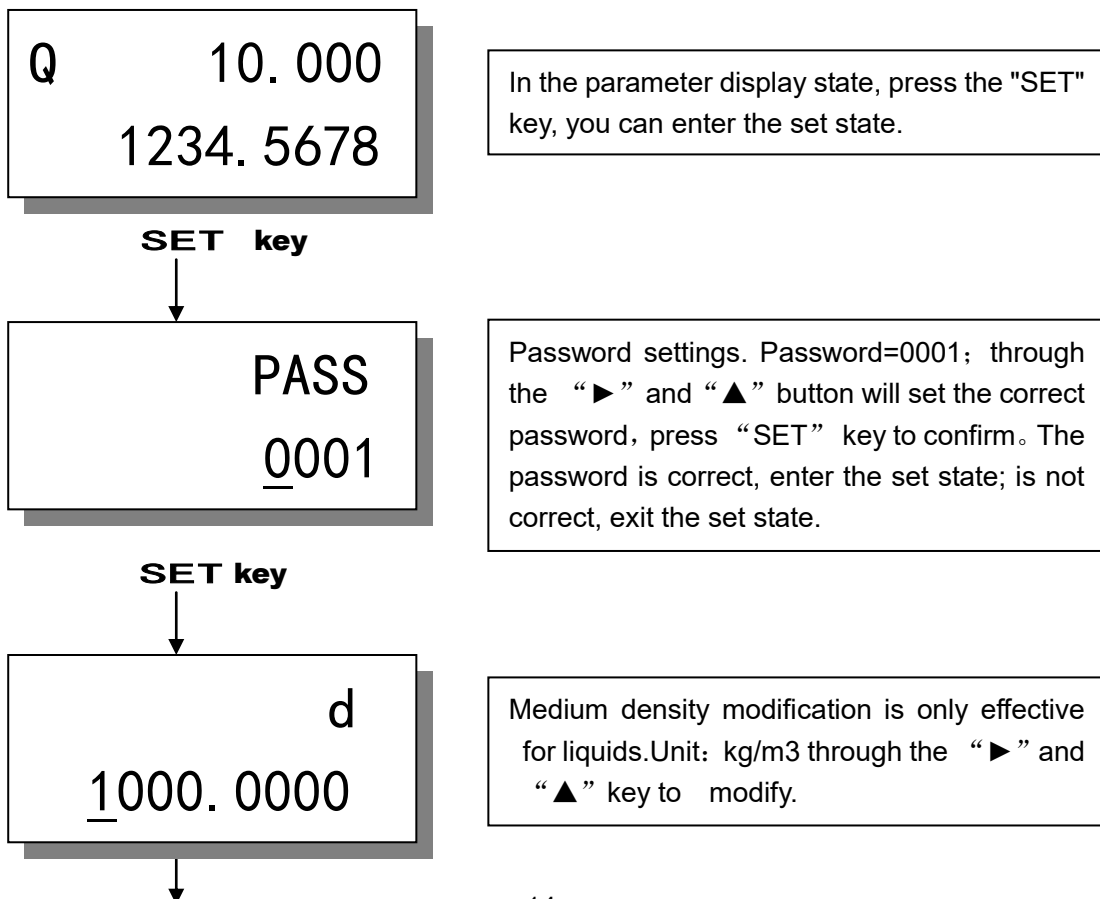 Q 10.000
1234.5678
In the parameter display state, press the "SET"
key, you can enter the set state.
SET key
PASS
0001
Password settings. Password=0001；through
the “►” and “▲” button will set the correct
password，press “SET” key to confirm。The
password is correct, enter the set state; is not
correct, exit the set state.
SET key
d
1000.0000
Medium density modification is only effective
for liquids.Unit：kg/m3 through the “►” and
“▲” key to modify.